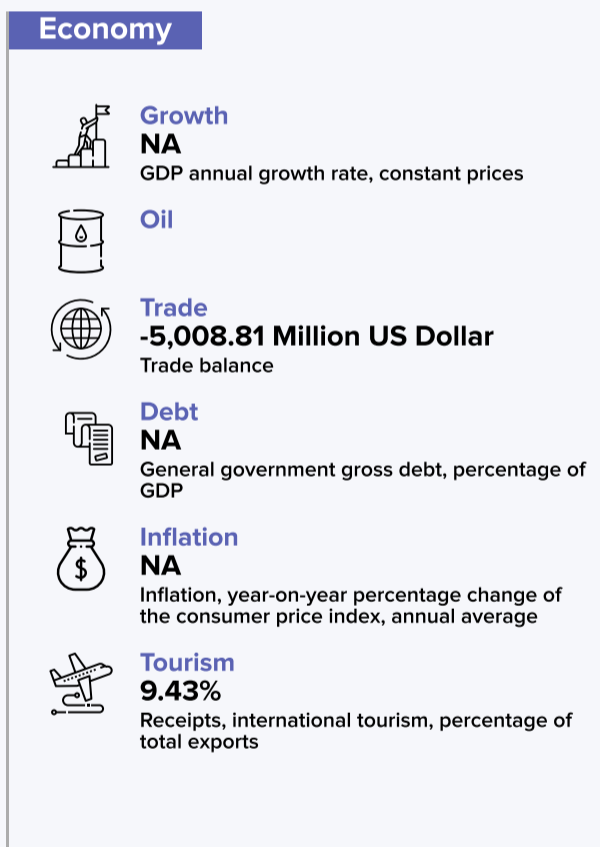 Economy
Growth
NA
GDP annual growth rate, constant prices
Oil
Trade
-5,008.81 Million US Dollar
Trade balance
Debt
NA
General government gross debt, percentage of
GDP
Inflation
NA
Inflation, year-on-year percentage change of
the consumer price index, annual average
$
Tourism
9.43%
Receipts, international tourism, percentage of
total exports